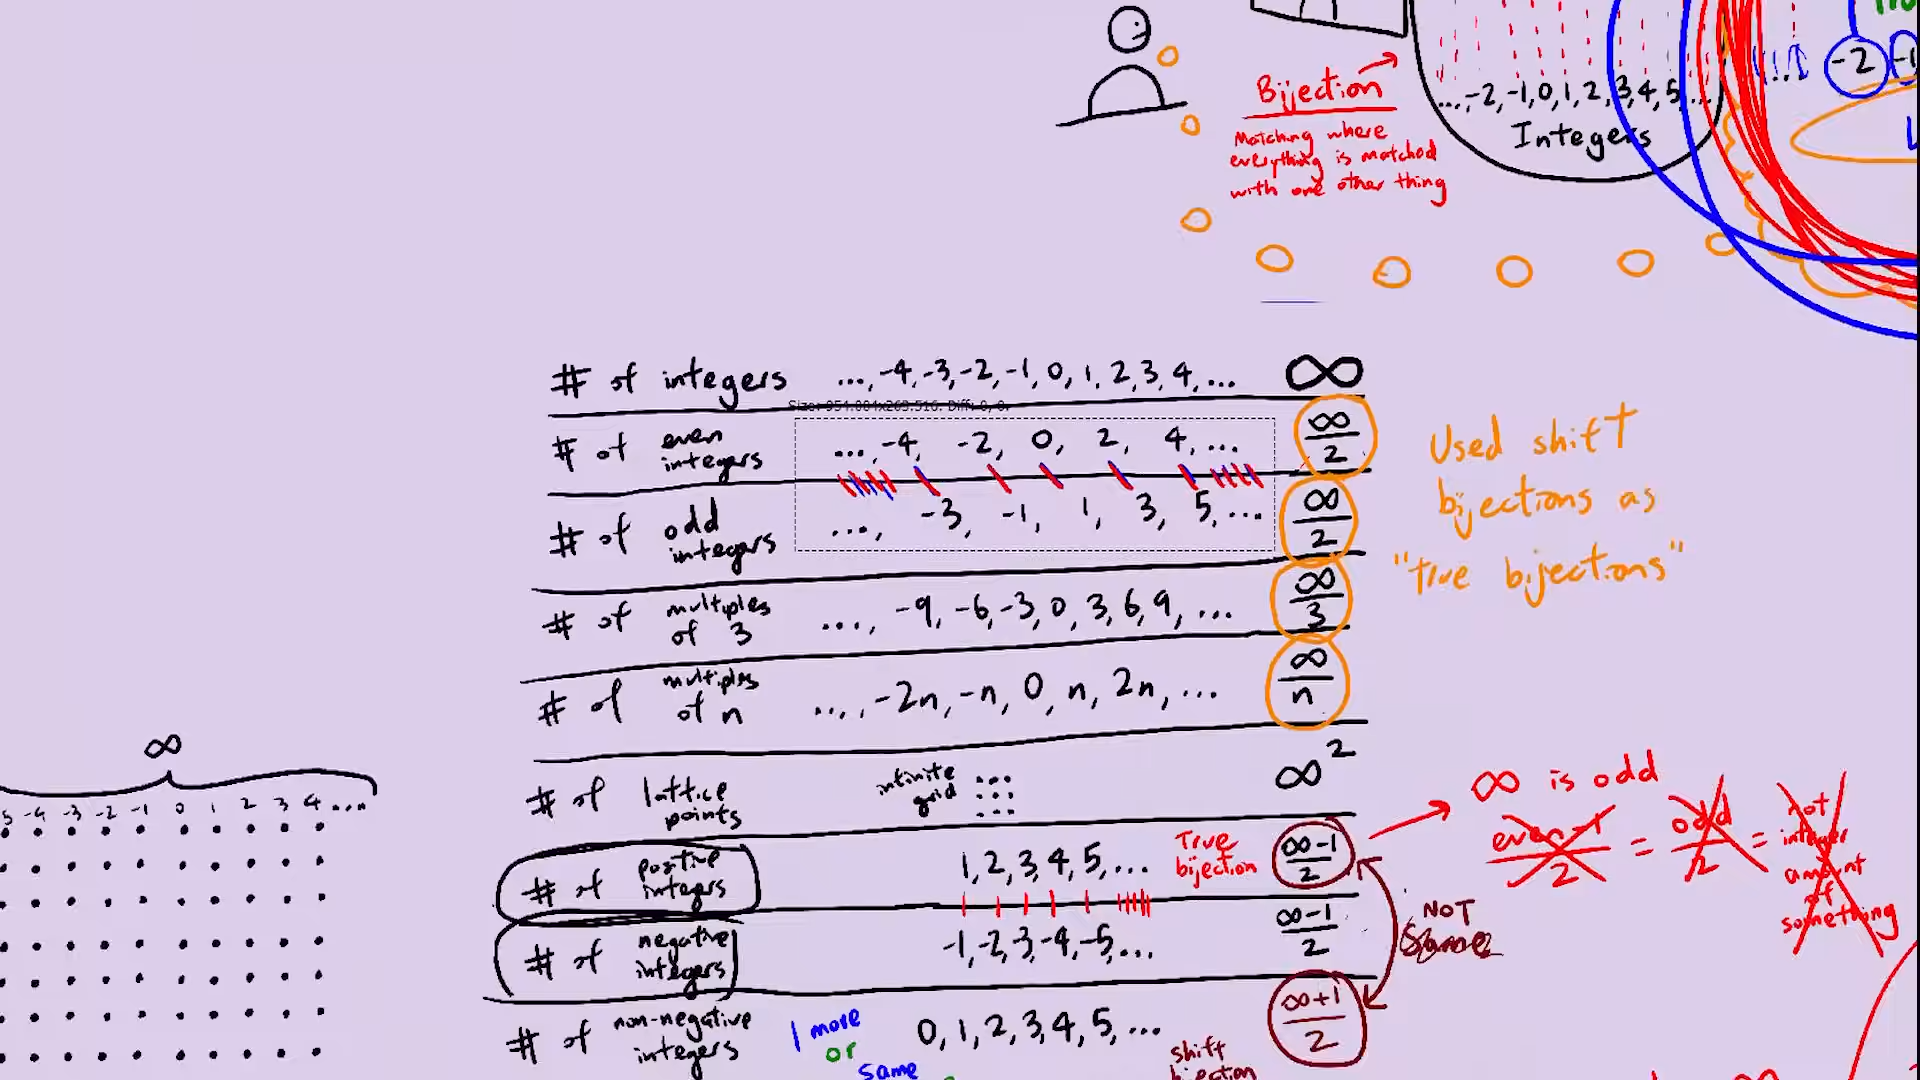 Bijection
Matching where
everything is matched
with one other thing
..., -2, -1, 0, 1, 2, 3, 4, 5, ...
Integers
-2
-1
# of integers ..., -4, -3, -2, -1, 0, 1, 2, 3, 4, ... ∞
# of even integers ..., -4, -2, 0, 2, 4, ... ∞/2
# of odd integers ..., -3, -1, 1, 3, 5, ... ∞/2
Used shift
bijections as
"true bijections"
# of multiples of 3 ..., -9, -6, -3, 0, 3, 6, 9, ... ∞/3
# of multiples of n ..., -2n, -n, 0, n, 2n, ... ∞/n
# of lattice points infinite grid ∞²
∞
5 -4 -3 -2 -1 0 1 2 3 4 ...
# of postive integrs 1, 2, 3, 4, 5, ... True bijection ∞-1/2
∞ is odd
even-1/2 = odd/2 = not integer amount of something
# of negative integers -1, -2, -3, -4, -5, ... ∞-1/2
NOT
Same
# of non-negative integers 1 more or same 0, 1, 2, 3, 4, 5, ... shift ∞+1/2